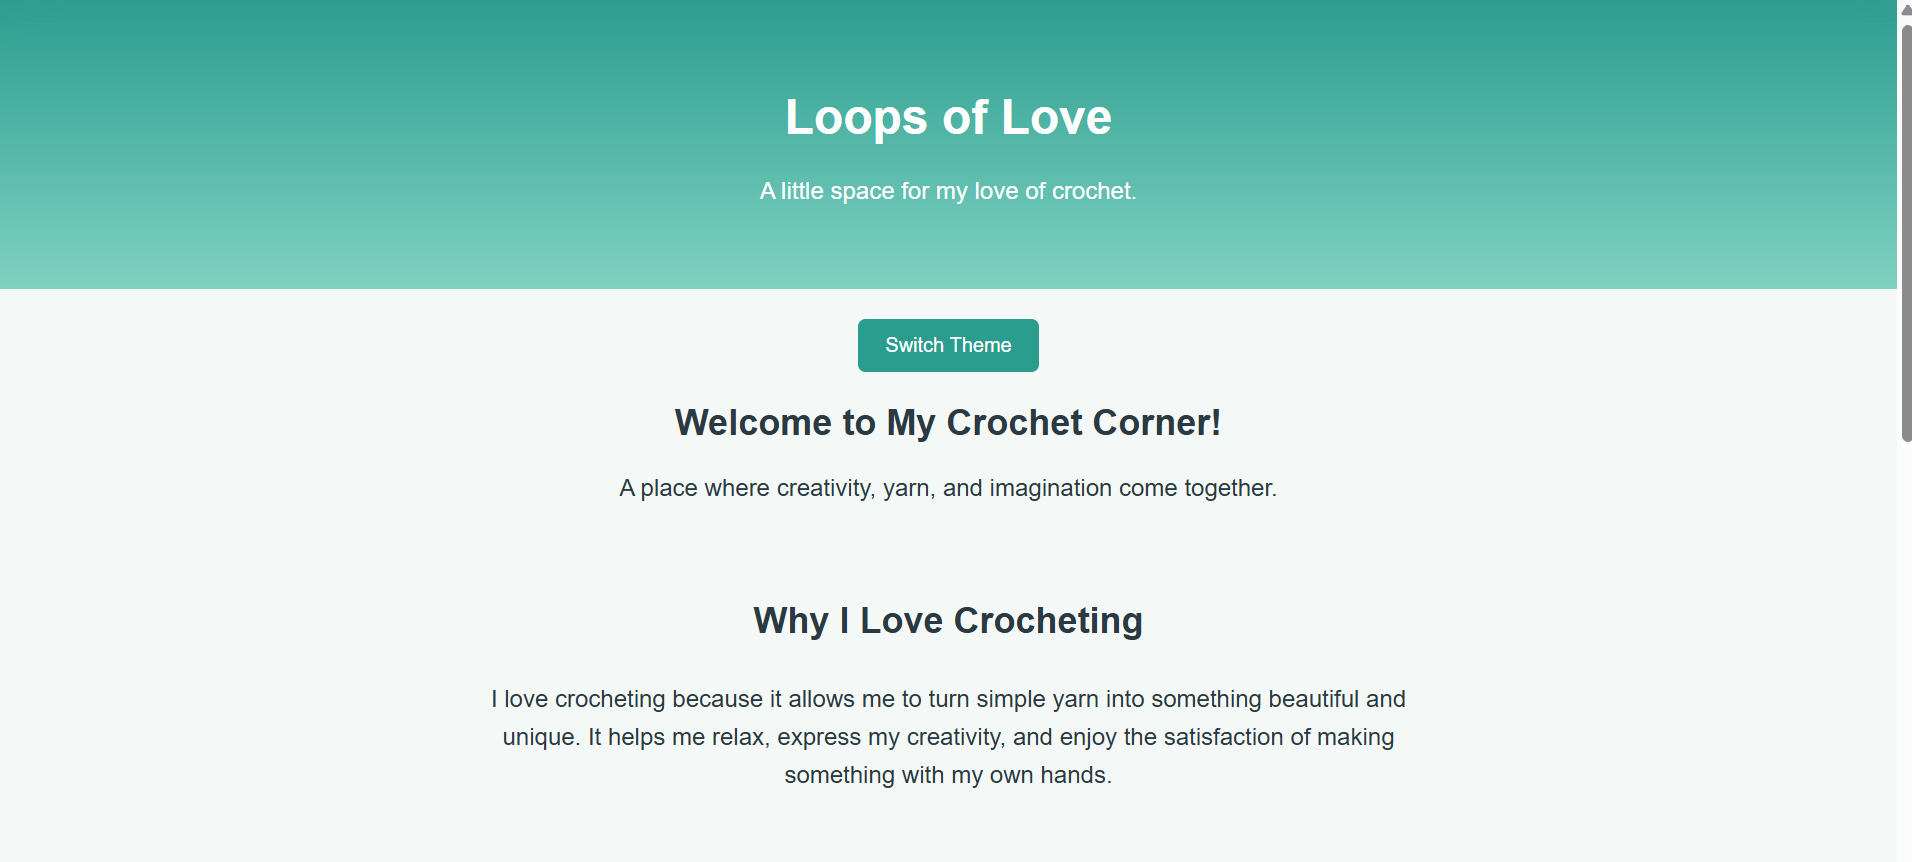 Loops of Love
A little space for my love of crochet.
Switch Theme
Welcome to My Crochet Corner!
A place where creativity, yarn, and imagination come together.
Why I Love Crocheting
I love crocheting because it allows me to turn simple yarn into something beautiful and
unique. It helps me relax, express my creativity, and enjoy the satisfaction of making
something with my own hands.